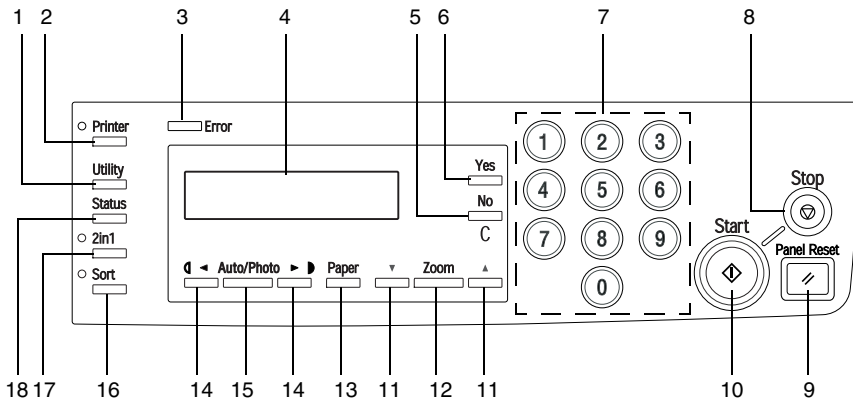 1 2 3 4 5 6 7 8
Printer Error
1 2 3
Utility Yes
4 5 6
Status No
C
Stop
2in1
7 8 9
Start
Panel Reset
Sort
Auto/Photo Paper Zoom
0
18 17 16 14 15 14 13 11 12 11 10 9